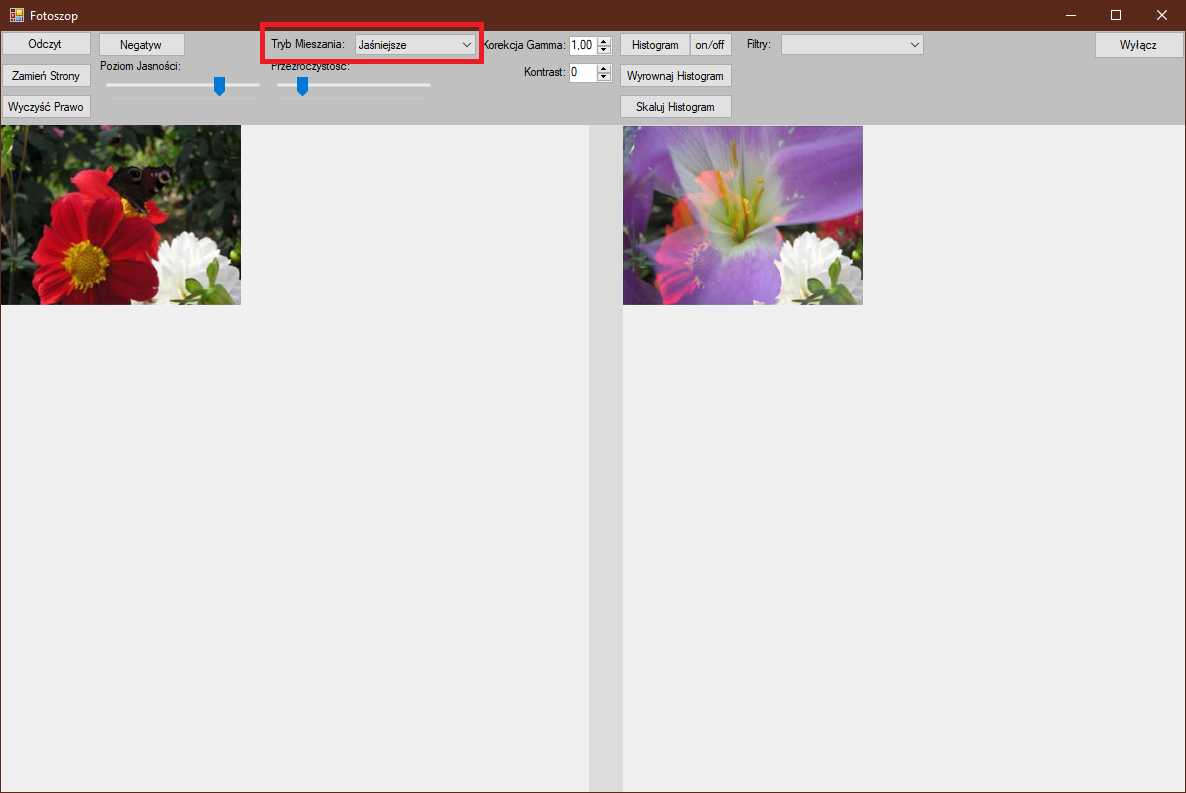 Fotoszop
Odczyt
Negatyw
Tryb Mieszania: Jaśniejsze
Korekcja Gamma: 1,00
Histogram
on/off
Filtry:
Wyłącz
Zamień Strony
Poziom Jasności:
Przezroczystość:
Kontrast: 0
Wyrownaj Histogram
Wyczyść Prawo
Skaluj Histogram